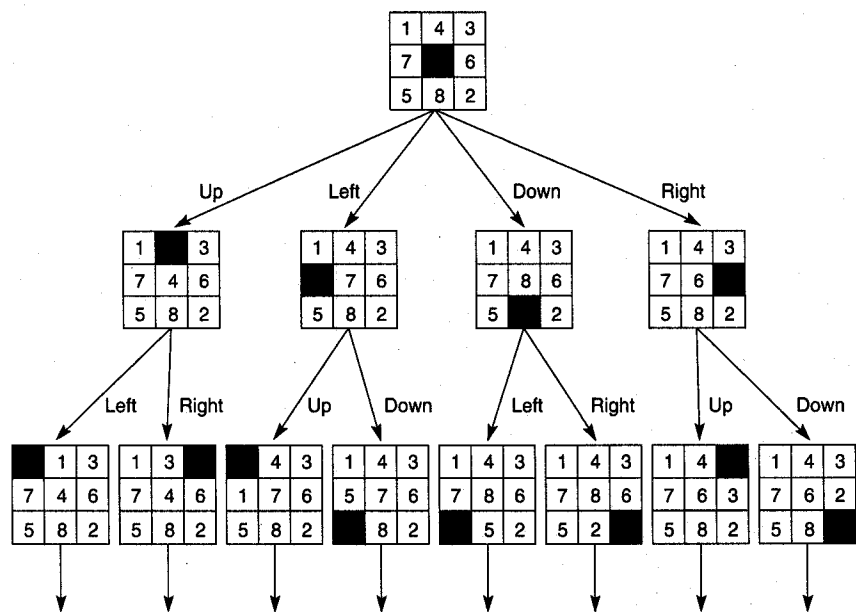 1 4 3
7 6
5 8 2
Up Left Down Right
1 3 1 4 3 1 4 3 1 4 3
7 4 6 7 6 7 8 6 7 6
5 8 2 5 8 2 5 2 5 8 2
Left Right Up Down Left Right Up Down
1 3 1 3 4 3 1 4 3 1 4 3 1 4 3 1 4 1 4 3
7 4 6 7 4 6 1 7 6 5 7 6 7 8 6 7 8 6 7 6 3 7 6 2
5 8 2 5 8 2 5 8 2 8 2 5 2 5 2 5 8 2 5 8